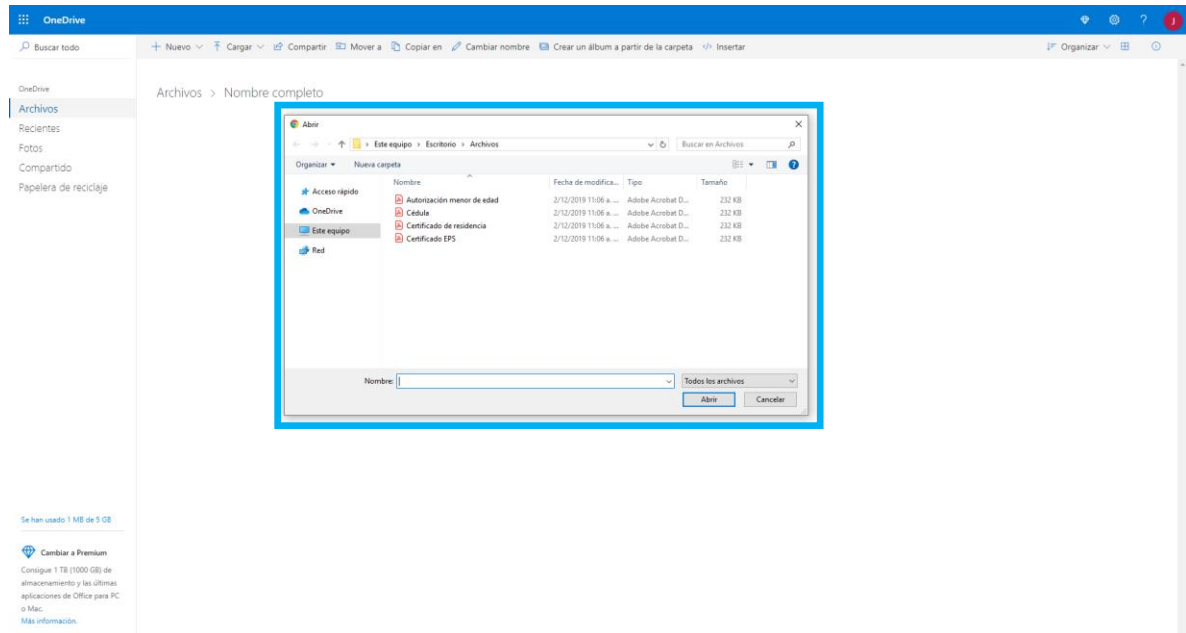 OneDrive
?
J
Buscar todo
Nuevo Cargar Compartir Mover a Copiar en Cambiar nombre Crear un álbum a partir de la carpeta Insertar
Organizar
OneDrive
Archivos
Recientes
Fotos
Compartido
Papelera de reciclaje
Archivos > Nombre completo
Abrir
Este equipo > Escritorio > Archivos
Buscar en Archivos
Organizar Nueva carpeta
Acceso rápido
OneDrive
Este equipo
Red
Nombre Fecha de modifica... Tipo Tamaño
Autorización menor de edad 2/12/2019 11:06 a. ... Adobe Acrobat D... 232 KB
Cédula 2/12/2019 11:06 a. ... Adobe Acrobat D... 232 KB
Certificado de residencia 2/12/2019 11:06 a. ... Adobe Acrobat D... 232 KB
Certificado EPS 2/12/2019 11:06 a. ... Adobe Acrobat D... 232 KB
Nombre: Todos los archivos
Abrir Cancelar
Se han usado 1 MB de 5 GB
Cambiar a Premium
Consigue 1 TB (1000 GB) de
almacenamiento y las últimas
aplicaciones de Office para PC
o Mac.
Más información.